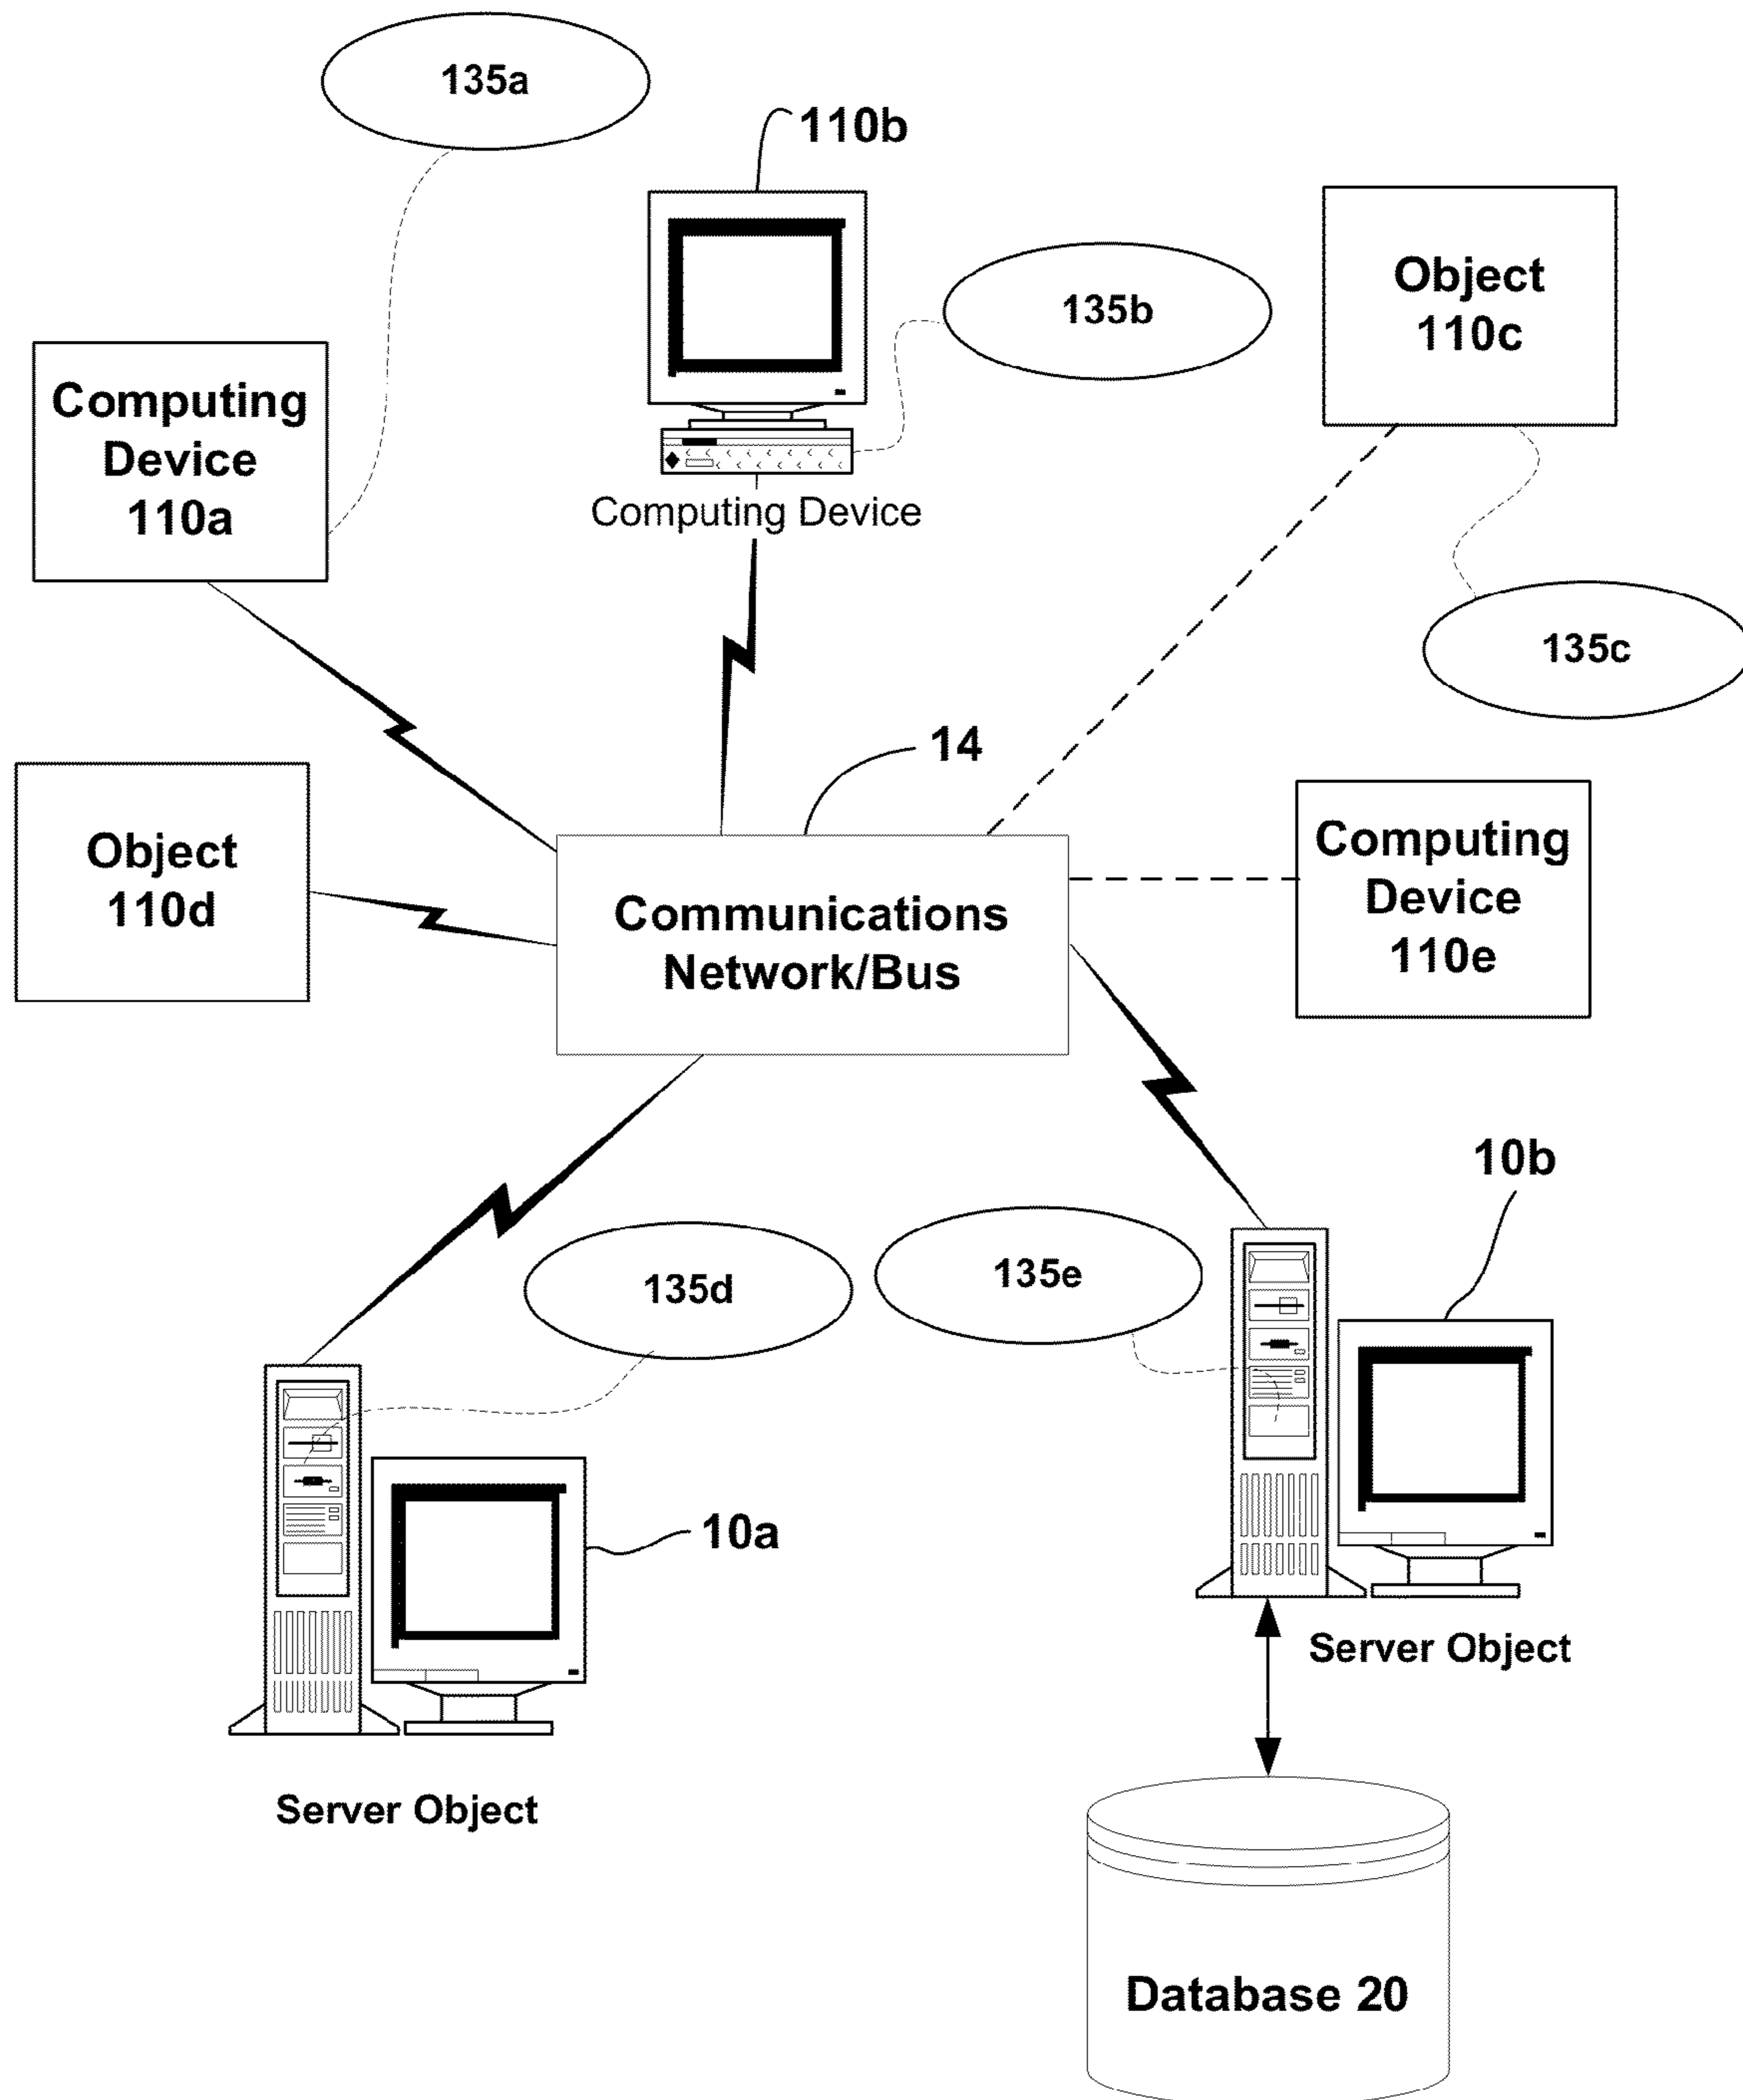 135a
110b
135b
Object
110c
Computing
Device
110a
Computing Device
135c
14
Object
110d
Computing
Device
110e
Communications
Network/Bus
10b
135d
135e
10a
Server Object
Server Object
Database 20